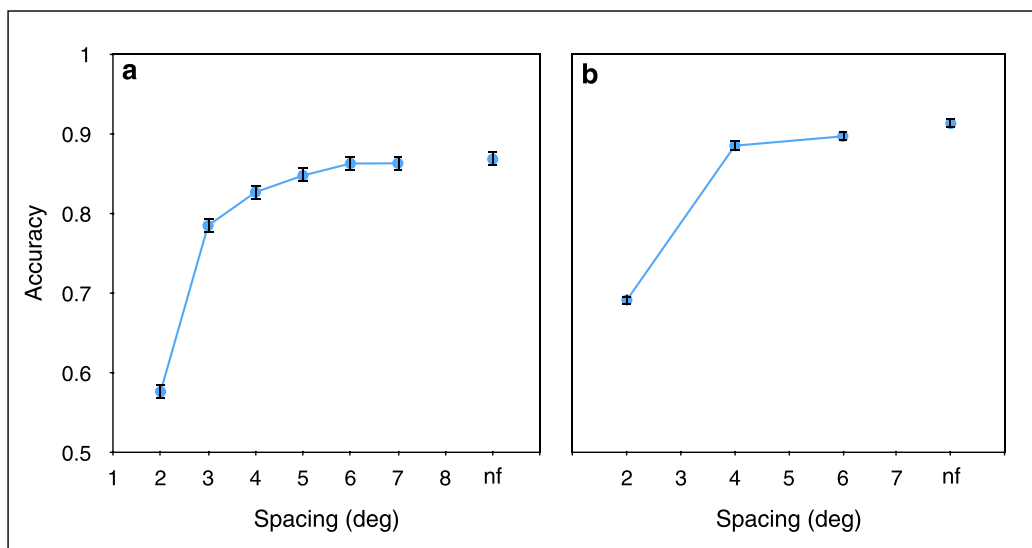 a
b
1
0.9
0.8
0.7
0.6
0.5
Accuracy
1 2 3 4 5 6 7 8 nf
2 3 4 5 6 7 nf
Spacing (deg)
Spacing (deg)